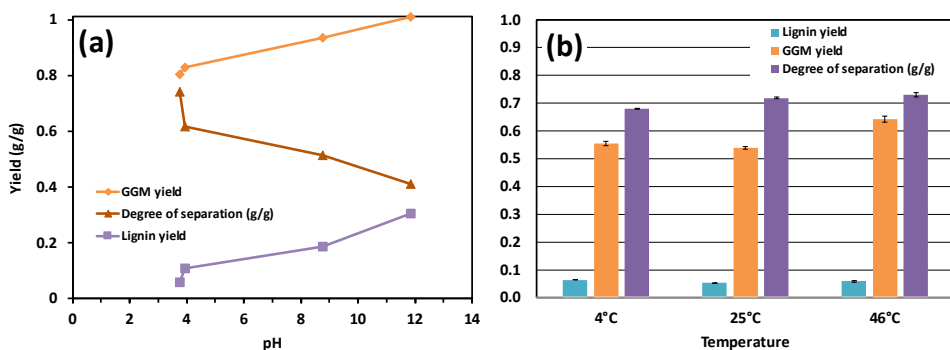 (a)
Yield (g/g)
1
0.8
0.6
0.4
0.2
0
GGM yield
Degree of separation (g/g)
Lignin yield
0 2 4 6 8 10 12 14
pH
(b)
Lignin yield
GGM yield
Degree of separation (g/g)
1.0
0.9
0.8
0.7
0.6
0.5
0.4
0.3
0.2
0.1
0.0
4°C 25°C 46°C
Temperature